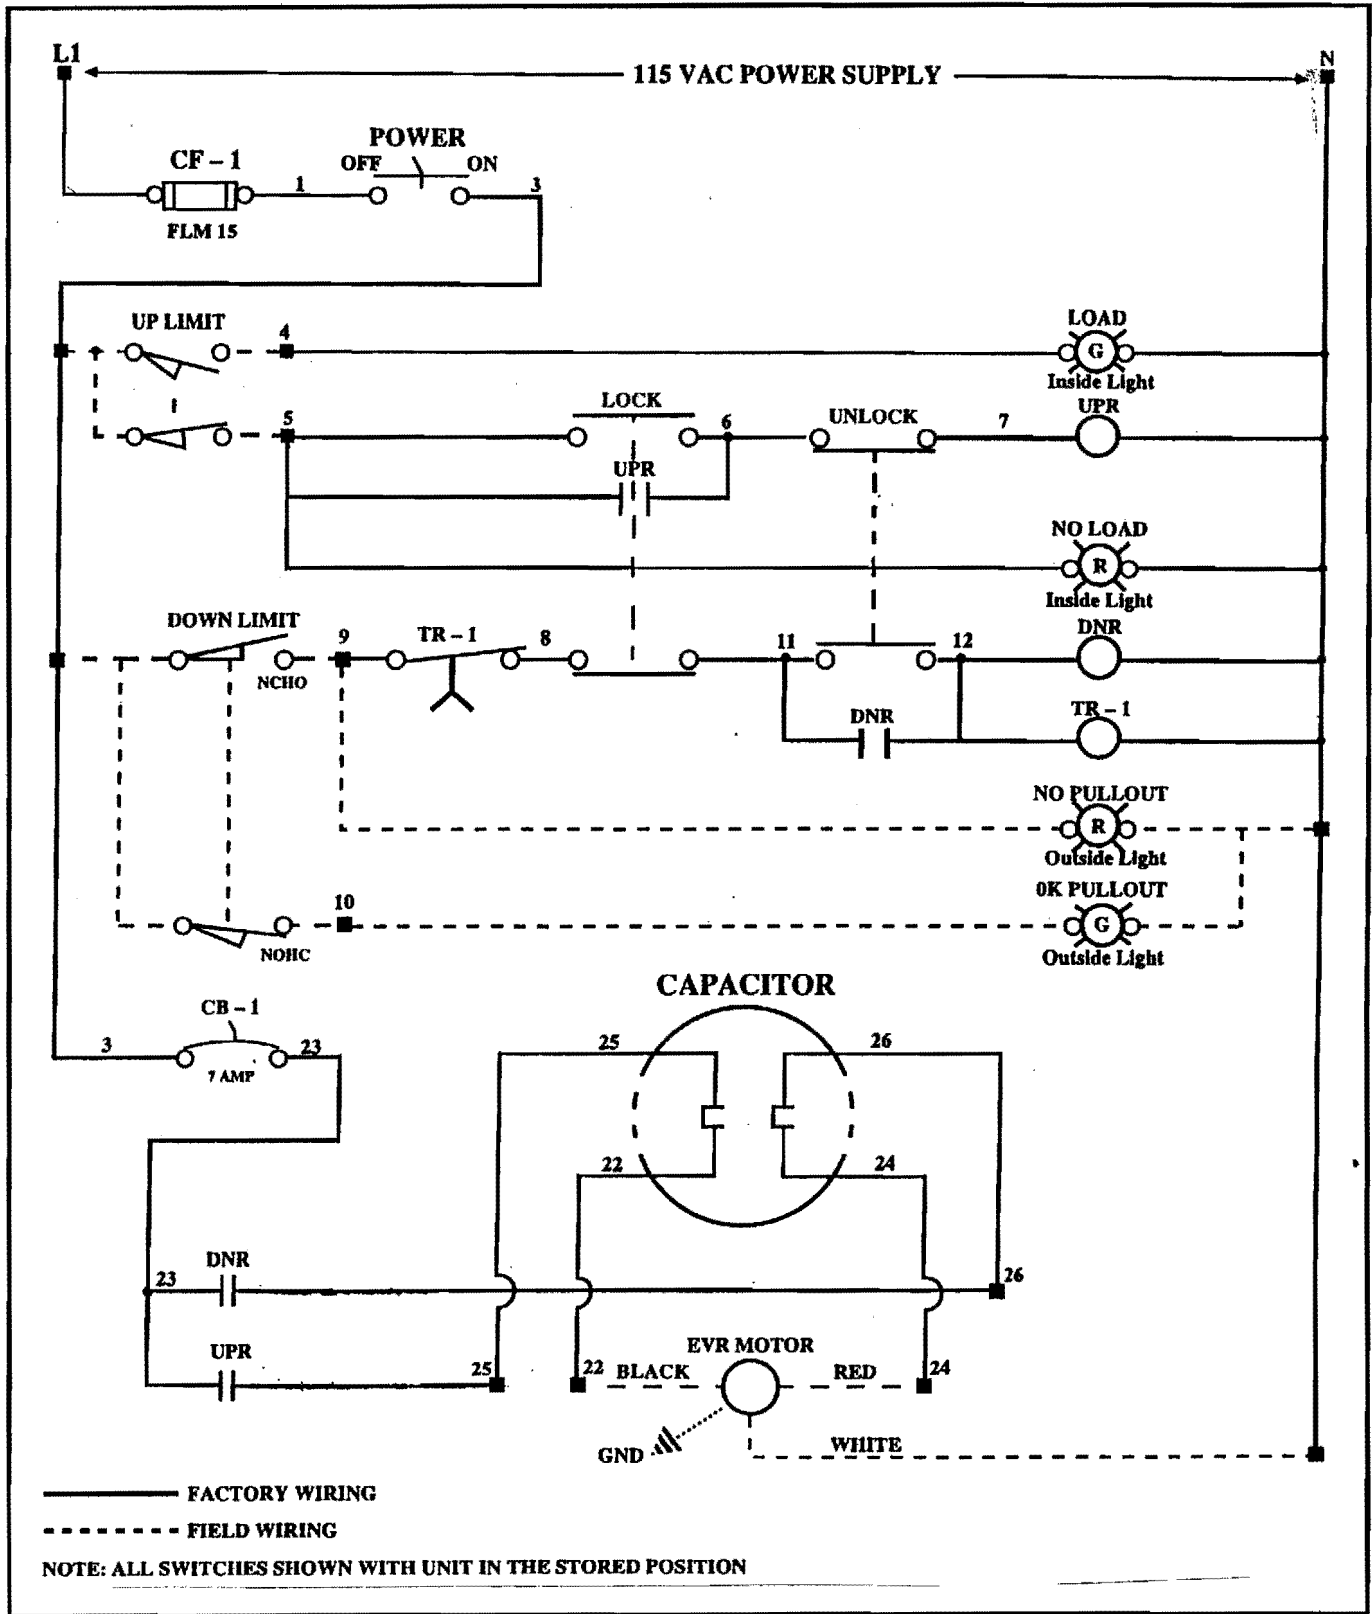 L1
115 VAC POWER SUPPLY
N
POWER
CF – 1
OFF
ON
1
3
FLM 15
UP LIMIT
4
LOAD
G
Inside Light
5
LOCK
6
UNLOCK
7
UPR
UPR
NO LOAD
R
Inside Light
DOWN LIMIT
9
TR – 1
8
11
12
DNR
NCHO
DNR
TR – 1
NO PULLOUT
R
Outside Light
0K PULLOUT
10
G
NOHC
Outside Light
CAPACITOR
CB – 1
3
23
7 AMP
25
26
22
24
DNR
23
26
UPR
25
22
BLACK
EVR MOTOR
RED
24
GND
WHITE
FACTORY WIRING
FIELD WIRING
NOTE: ALL SWITCHES SHOWN WITH UNIT IN THE STORED POSITION